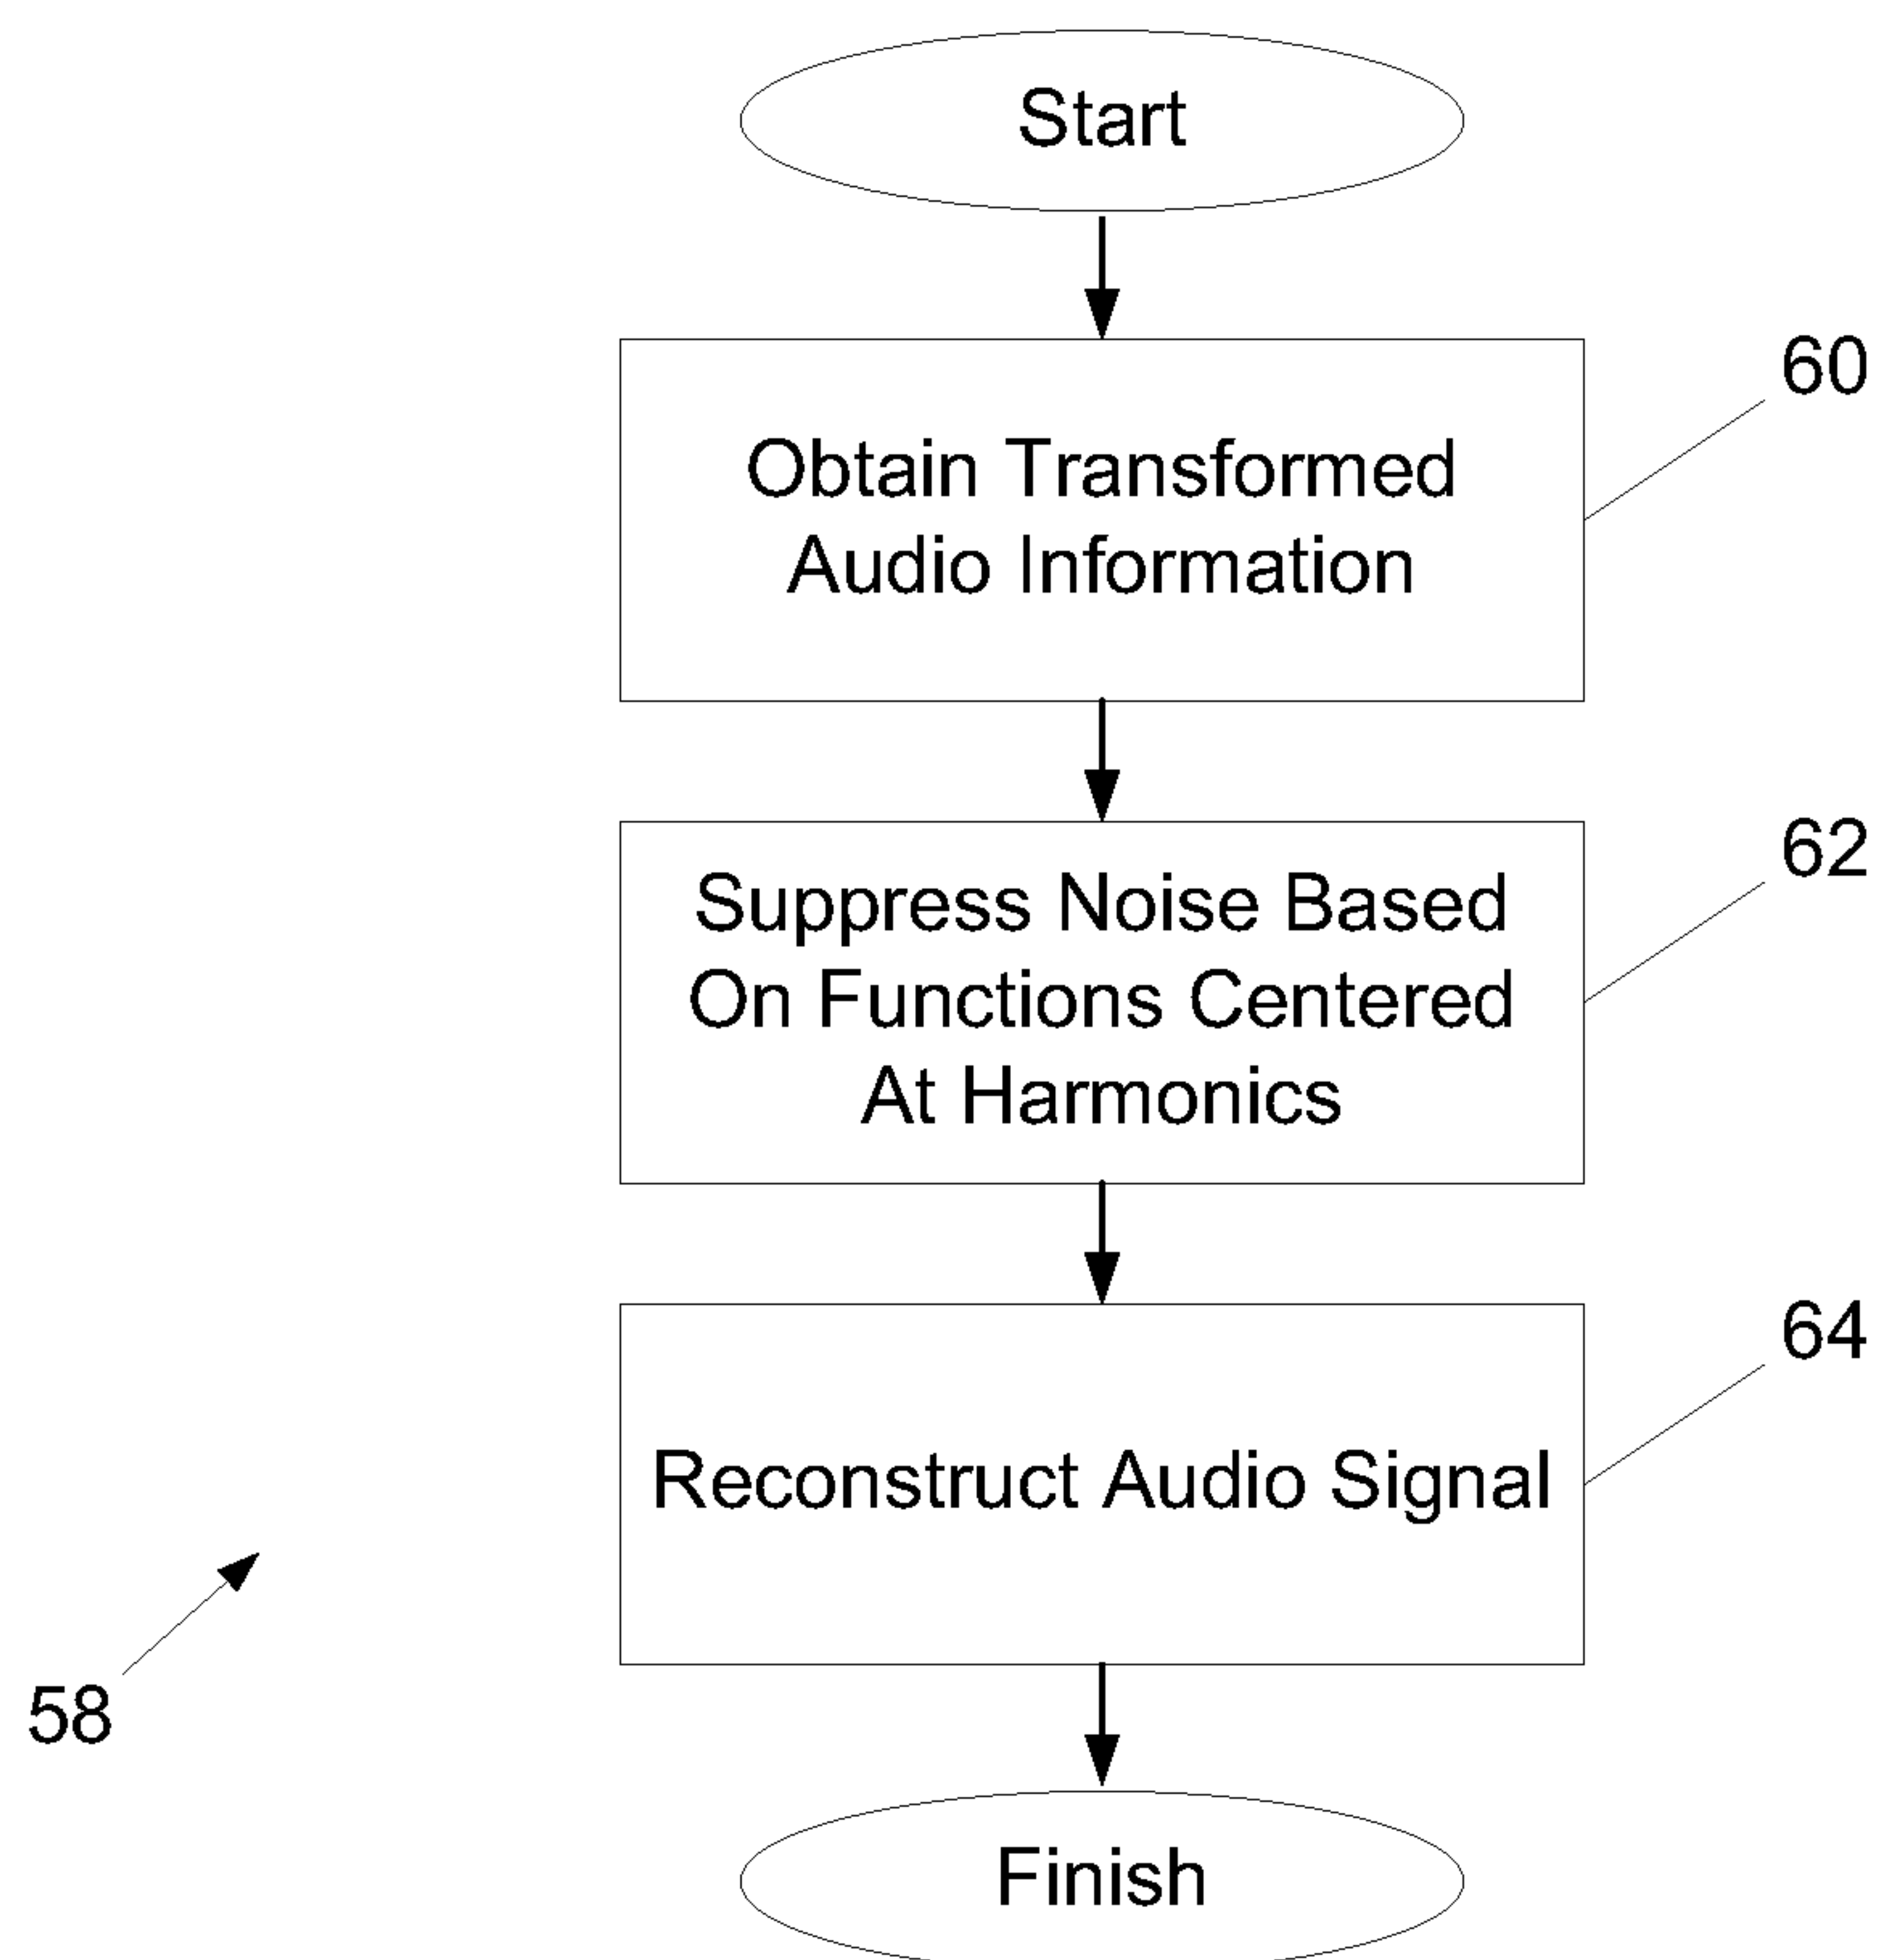 Start
60
Obtain Transformed
Audio Information
62
Suppress Noise Based
On Functions Centered
At Harmonics
64
Reconstruct Audio Signal
58
Finish